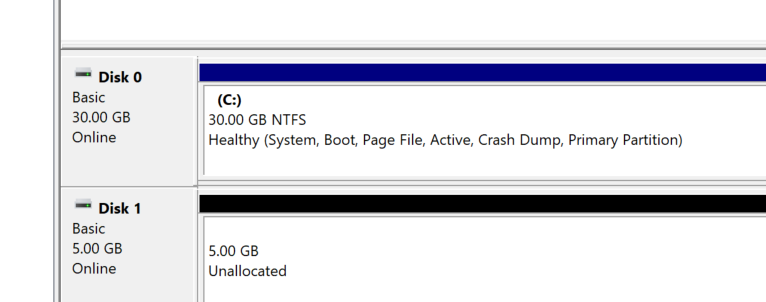 Disk 0
Basic
30.00 GB
Online
(C:)
30.00 GB NTFS
Healthy (System, Boot, Page File, Active, Crash Dump, Primary Partition)
Disk 1
Basic
5.00 GB
Online
5.00 GB
Unallocated